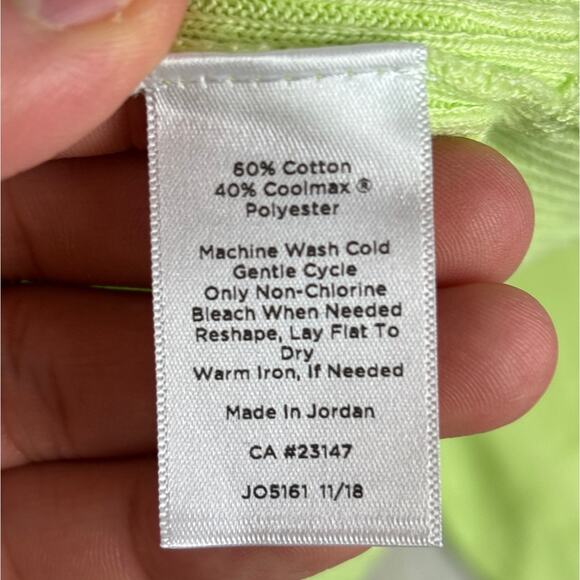 60% Cotton
40% Coolmax ®
Polyester
Machine Wash Cold
Gentle Cycle
Only Non-Chlorine
Bleach When Needed
Reshape, Lay Flat To
Dry
Warm Iron, If Needed
Made In Jordan
CA #23147
JO5161 11/18